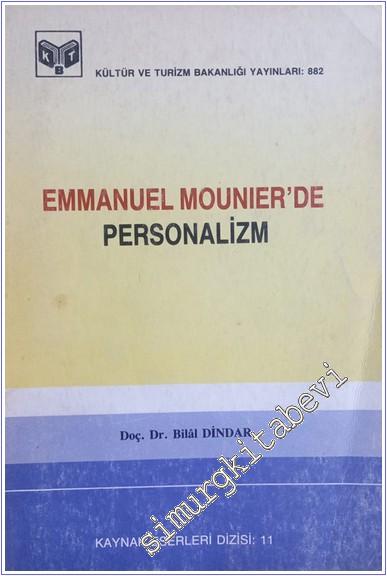 K B T
KÜLTÜR VE TURİZM BAKANLIĞI YAYINLARI: 882
EMMANUEL MOUNIER'DE
PERSONALİZM
Doç. Dr. Bilâl DİNDAR
KAYNAK ESERLERİ DİZİSİ: 11
simurgkitabevi